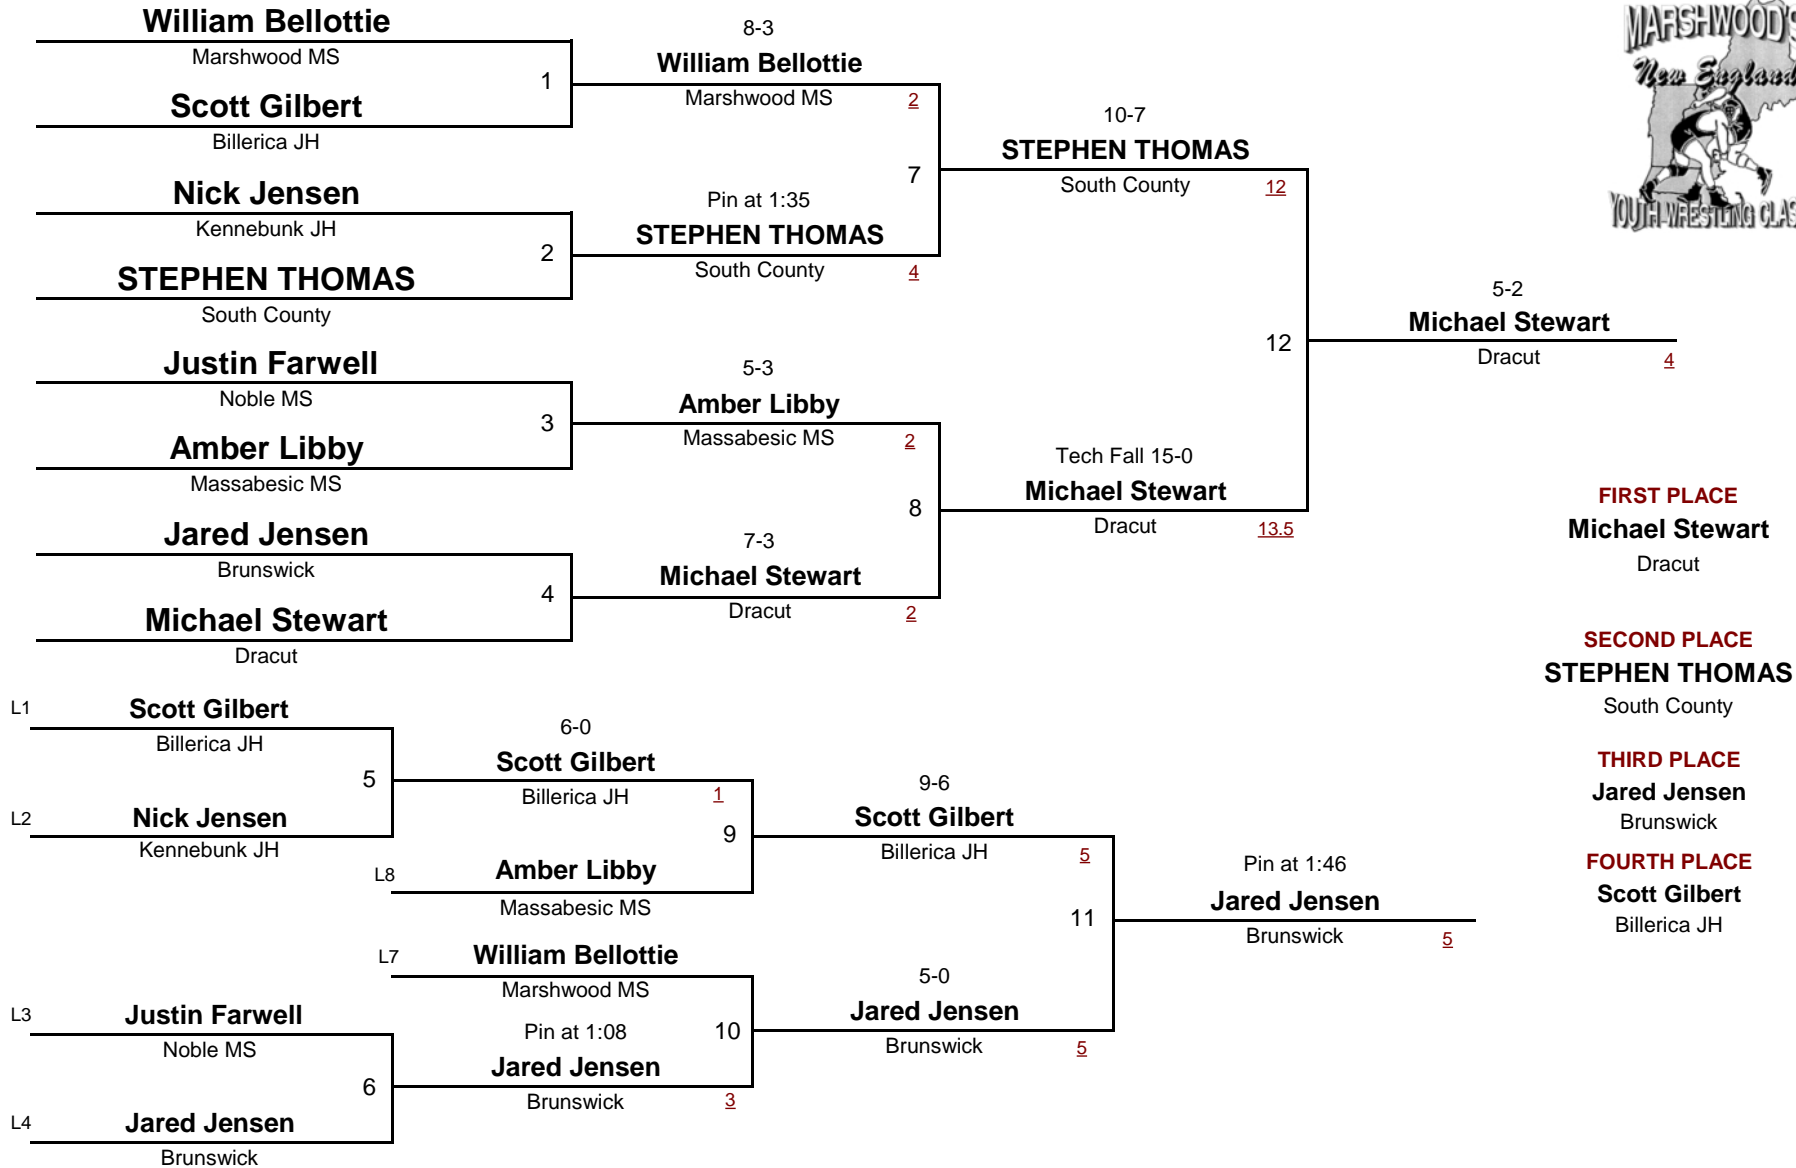 William Bellottie
Marshwood MS
1
Scott Gilbert
Billerica JH
Nick Jensen
Kennebunk JH
2
STEPHEN THOMAS
South County
Justin Farwell
Noble MS
3
Amber Libby
Massabesic MS
Jared Jensen
Brunswick
4
Michael Stewart
Dracut
8-3
William Bellottie
Marshwood MS 2
7
Pin at 1:35
STEPHEN THOMAS
South County 4
5-3
Amber Libby
Massabesic MS 2
8
7-3
Michael Stewart
Dracut 2
10-7
STEPHEN THOMAS
South County 12
12
Tech Fall 15-0
Michael Stewart
Dracut 13.5
5-2
Michael Stewart
Dracut 4
MARSHWOOD'S
New England
YOUTH WRESTLING CLAS
FIRST PLACE
Michael Stewart
Dracut
SECOND PLACE
STEPHEN THOMAS
South County
THIRD PLACE
Jared Jensen
Brunswick
FOURTH PLACE
Scott Gilbert
Billerica JH
L1 Scott Gilbert
Billerica JH
5
L2 Nick Jensen
Kennebunk JH
L3 Justin Farwell
Noble MS
6
L4 Jared Jensen
Brunswick
6-0
Scott Gilbert
Billerica JH 1
9
L8 Amber Libby
Massabesic MS
L7 William Bellottie
Marshwood MS
Pin at 1:08 10
Jared Jensen
Brunswick 3
9-6
Scott Gilbert
Billerica JH 5
11
5-0
Jared Jensen
Brunswick 5
Pin at 1:46
Jared Jensen
Brunswick 5